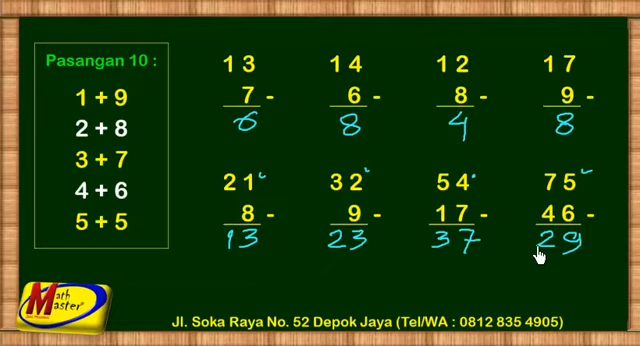 Pasangan 10 :
1 + 9
2 + 8
3 + 7
4 + 6
5 + 5
13 14 12 17
7 - 6 - 8 - 9 -
6 8 4 8
21 32 54 75
8 - 9 - 17 - 46 -
13 23 37 29
Math
Master
Jl. Soka Raya No. 52 Depok Jaya (Tel/WA : 0812 835 4905)